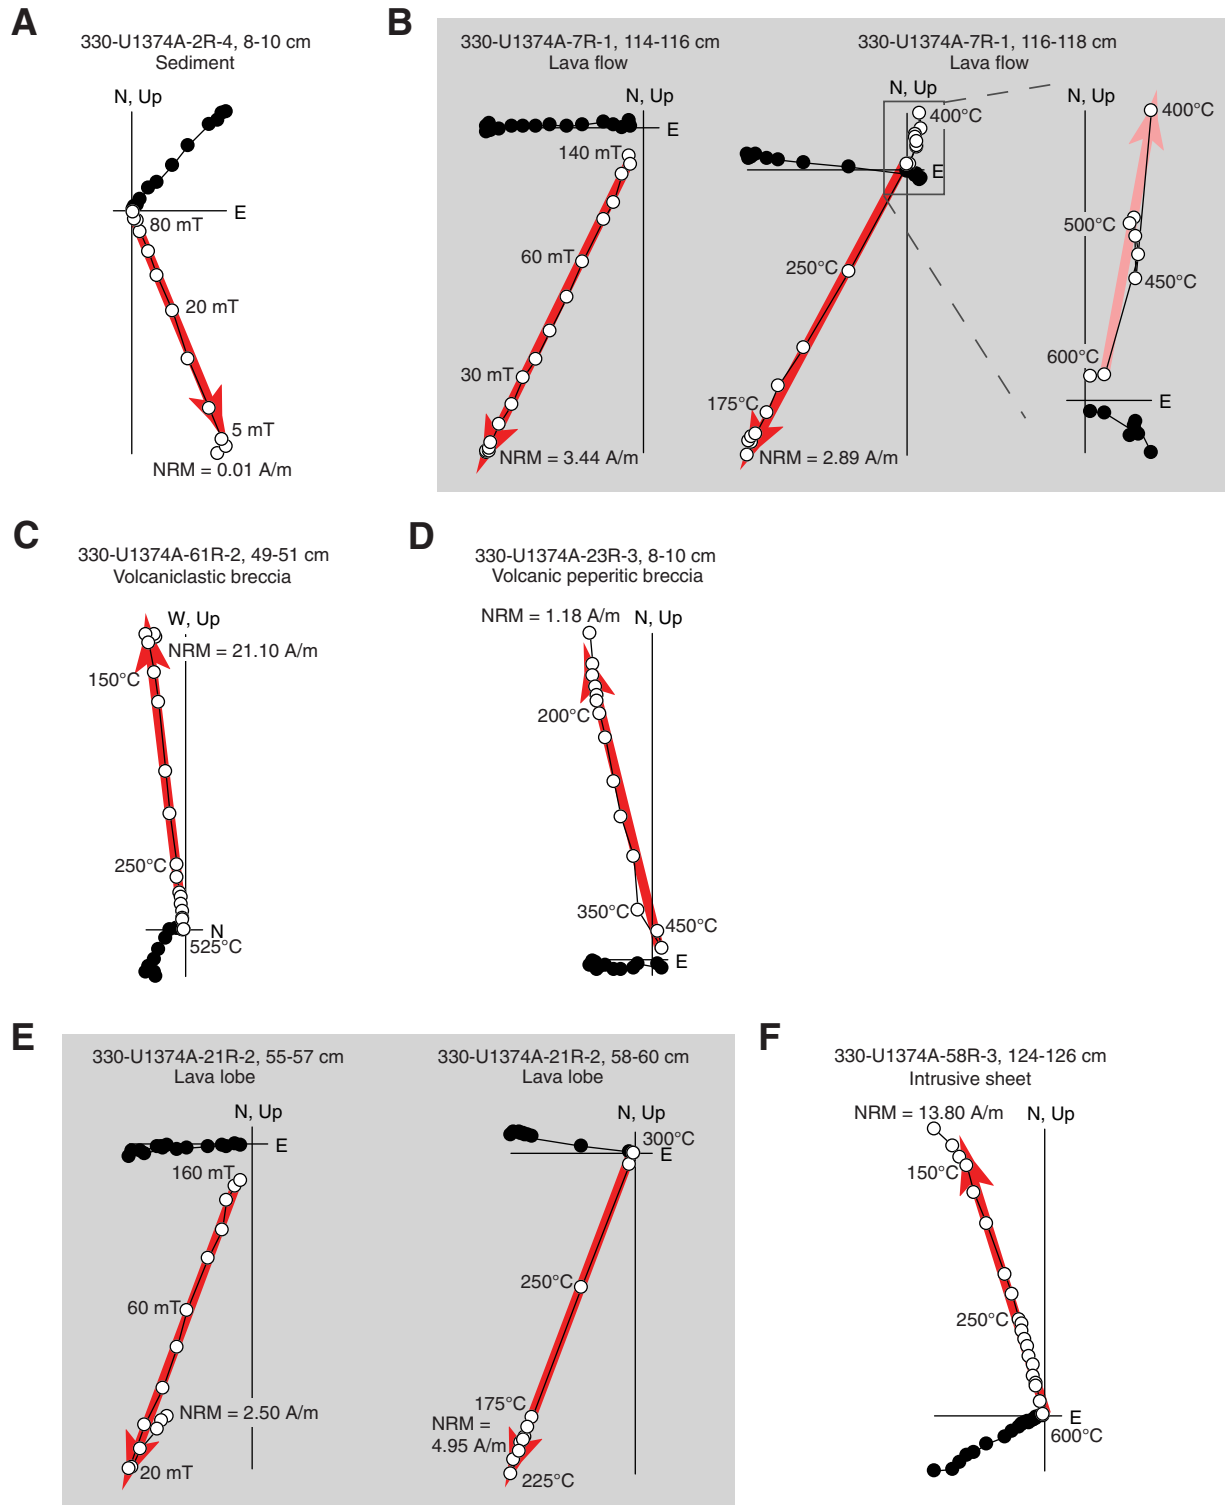 A
330-U1374A-2R-4, 8-10 cm
Sediment
N, Up
E
80 mT
20 mT
5 mT
NRM = 0.01 A/m
B
330-U1374A-7R-1, 114-116 cm
Lava flow
N, Up
E
140 mT
60 mT
30 mT
NRM = 3.44 A/m
330-U1374A-7R-1, 116-118 cm
Lava flow
N, Up
400°C
E
250°C
175°C
NRM = 2.89 A/m
N, Up
400°C
500°C
450°C
600°C
E
C
330-U1374A-61R-2, 49-51 cm
Volcaniclastic breccia
W, Up
NRM = 21.10 A/m
150°C
250°C
N
525°C
D
330-U1374A-23R-3, 8-10 cm
Volcanic peperitic breccia
NRM = 1.18 A/m
N, Up
200°C
350°C
450°C
E
E
330-U1374A-21R-2, 55-57 cm
Lava lobe
N, Up
E
160 mT
60 mT
NRM = 2.50 A/m
20 mT
330-U1374A-21R-2, 58-60 cm
Lava lobe
N, Up
300°C
E
250°C
175°C
NRM =
4.95 A/m
225°C
F
330-U1374A-58R-3, 124-126 cm
Intrusive sheet
NRM = 13.80 A/m
N, Up
150°C
250°C
E
600°C